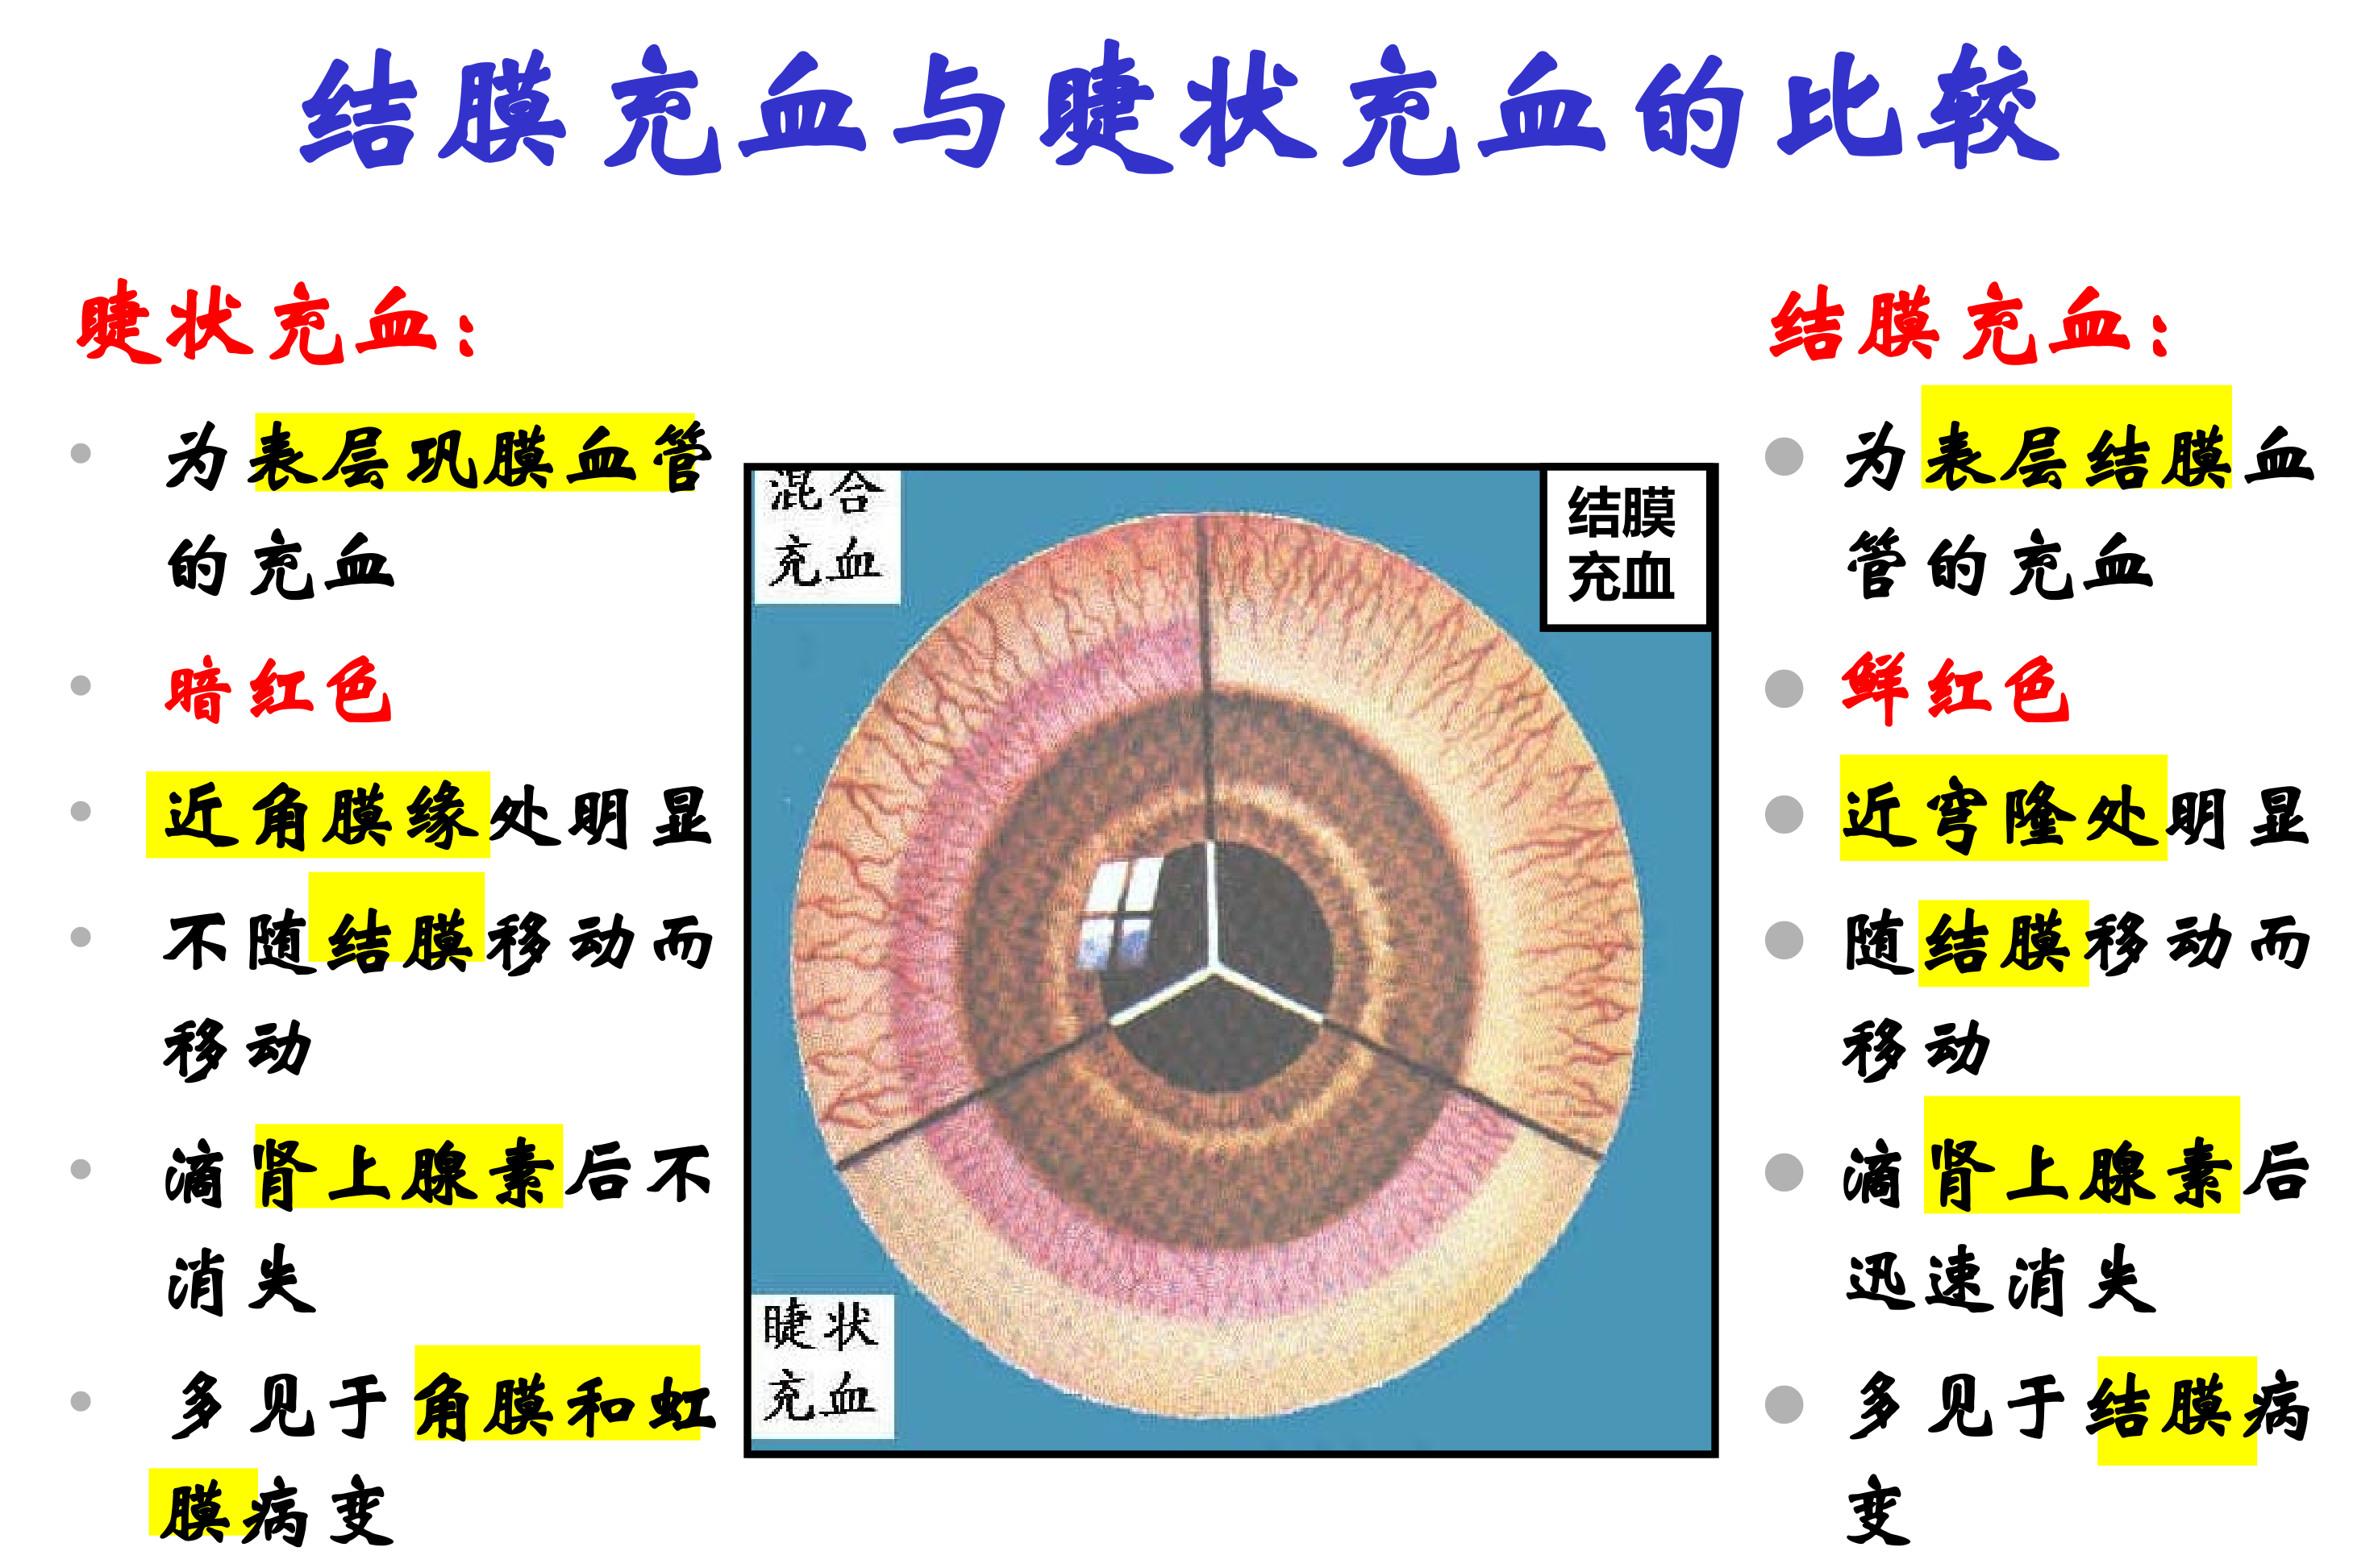 结膜充血与睫状充血的比较
睫状充血：
为表层巩膜血管
的充血
暗红色
近角膜缘处明显
不随结膜移动而
移动
滴肾上腺素后不
消失
多见于角膜和虹
膜病变
混合
充血
结膜
充血
睫状
充血
结膜充血：
为表层结膜血
管的充血
鲜红色
近穹隆处明显
随结膜移动而
移动
滴肾上腺素后
迅速消失
多见于结膜病
变